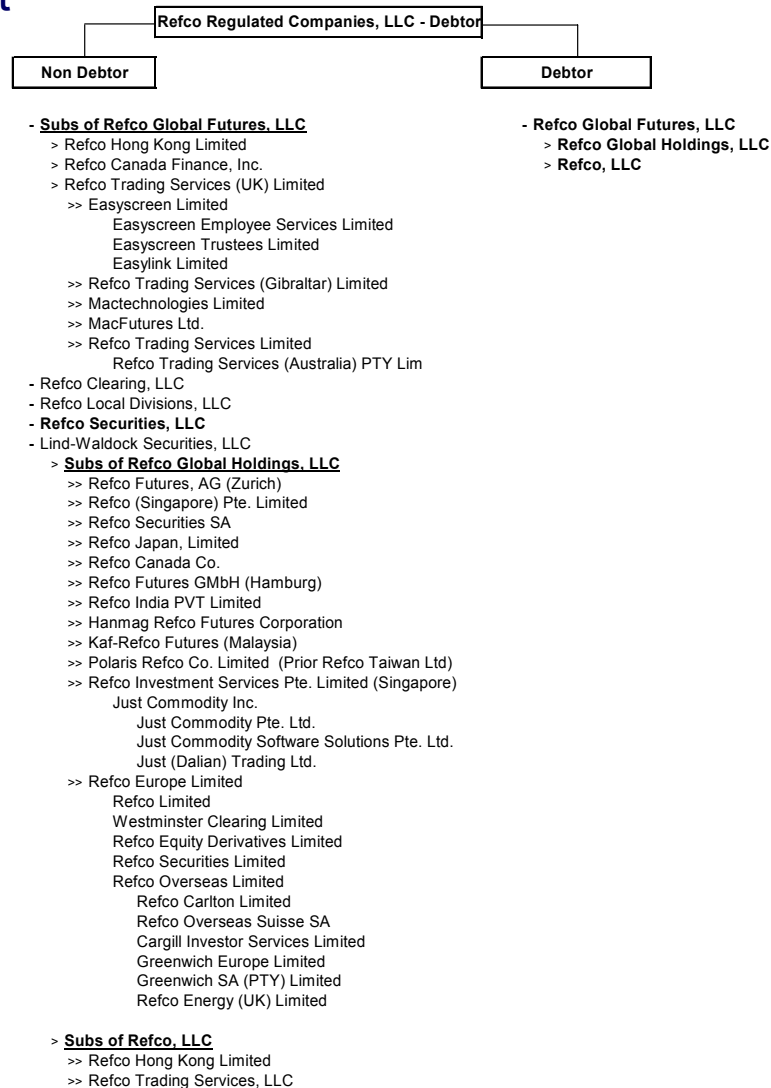 Refco Regulated Companies, LLC - Debtor
Non Debtor
Debtor
- Subs of Refco Global Futures, LLC
> Refco Hong Kong Limited
> Refco Canada Finance, Inc.
> Refco Trading Services (UK) Limited
>> Easyscreen Limited
Easyscreen Employee Services Limited
Easyscreen Trustees Limited
Easylink Limited
>> Refco Trading Services (Gibraltar) Limited
>> Mactechnologies Limited
>> MacFutures Ltd.
>> Refco Trading Services Limited
Refco Trading Services (Australia) PTY Lim
- Refco Clearing, LLC
- Refco Local Divisions, LLC
- Refco Securities, LLC
- Lind-Waldock Securities, LLC
> Subs of Refco Global Holdings, LLC
>> Refco Futures, AG (Zurich)
>> Refco (Singapore) Pte. Limited
>> Refco Securities SA
>> Refco Japan, Limited
>> Refco Canada Co.
>> Refco Futures GMbH (Hamburg)
>> Refco India PVT Limited
>> Hanmag Refco Futures Corporation
>> Kaf-Refco Futures (Malaysia)
>> Polaris Refco Co. Limited (Prior Refco Taiwan Ltd)
>> Refco Investment Services Pte. Limited (Singapore)
Just Commodity Inc.
Just Commodity Pte. Ltd.
Just Commodity Software Solutions Pte. Ltd.
Just (Dalian) Trading Ltd.
>> Refco Europe Limited
Refco Limited
Westminster Clearing Limited
Refco Equity Derivatives Limited
Refco Securities Limited
Refco Overseas Limited
Refco Carlton Limited
Refco Overseas Suisse SA
Cargill Investor Services Limited
Greenwich Europe Limited
Greenwich SA (PTY) Limited
Refco Energy (UK) Limited
> Subs of Refco, LLC
>> Refco Hong Kong Limited
>> Refco Trading Services, LLC
- Refco Global Futures, LLC
> Refco Global Holdings, LLC
> Refco, LLC